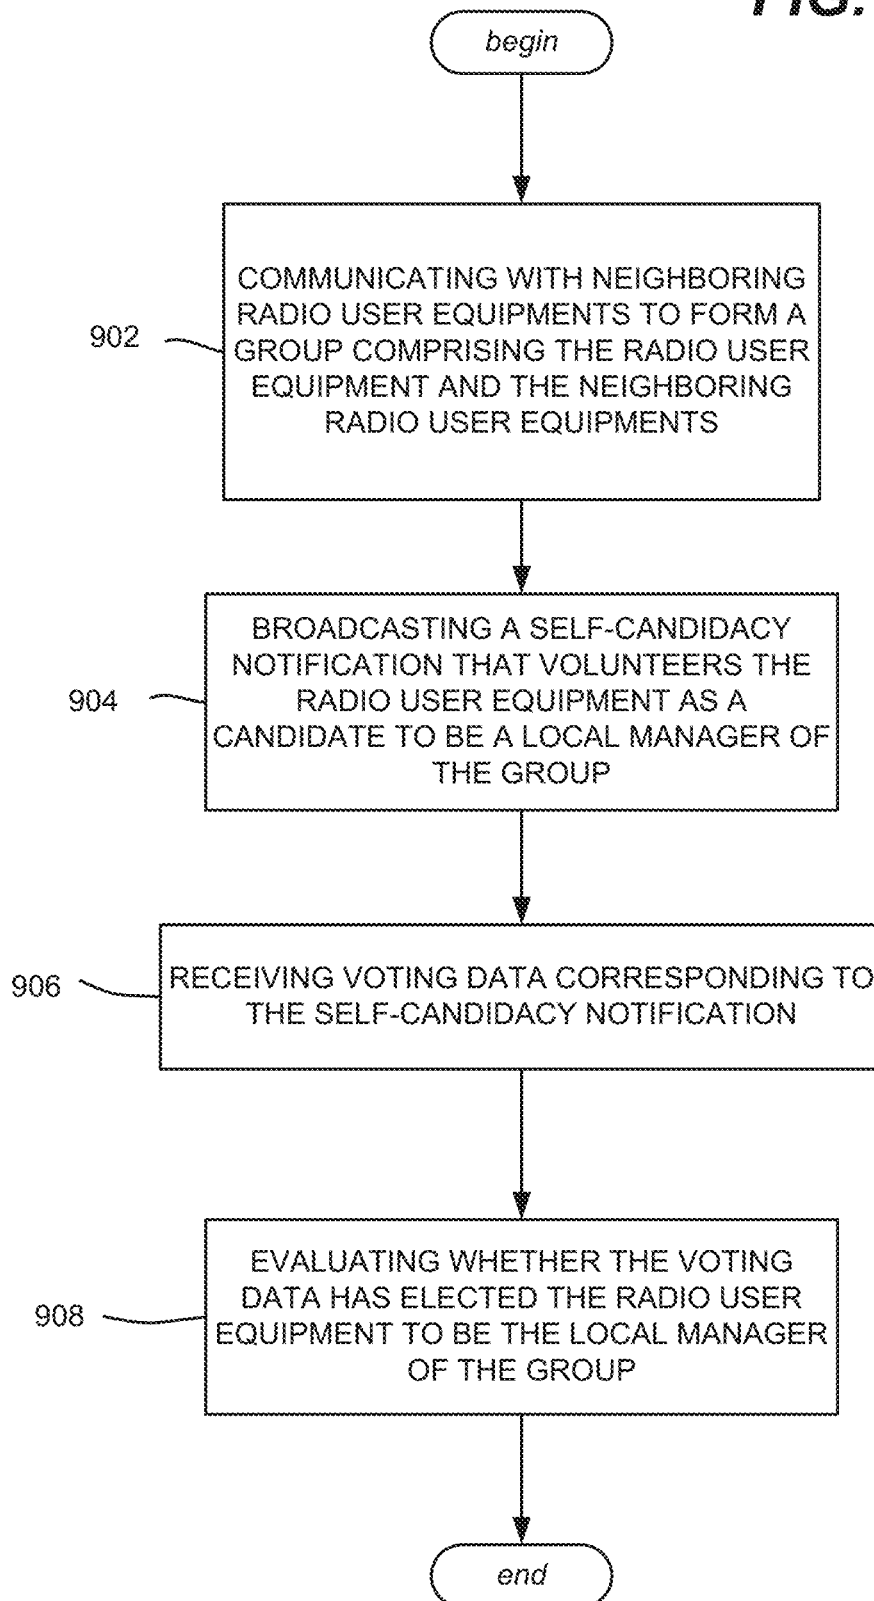 FIG.
begin
COMMUNICATING WITH NEIGHBORING
RADIO USER EQUIPMENTS TO FORM A
902
GROUP COMPRISING THE RADIO USER
EQUIPMENT AND THE NEIGHBORING
RADIO USER EQUIPMENTS
BROADCASTING A SELF-CANDIDACY
NOTIFICATION THAT VOLUNTEERS THE
904
RADIO USER EQUIPMENT AS A
CANDIDATE TO BE A LOCAL MANAGER OF
THE GROUP
906
RECEIVING VOTING DATA CORRESPONDING TO
THE SELF-CANDIDACY NOTIFICATION
EVALUATING WHETHER THE VOTING
DATA HAS ELECTED THE RADIO USER
908
EQUIPMENT TO BE THE LOCAL MANAGER
OF THE GROUP
end